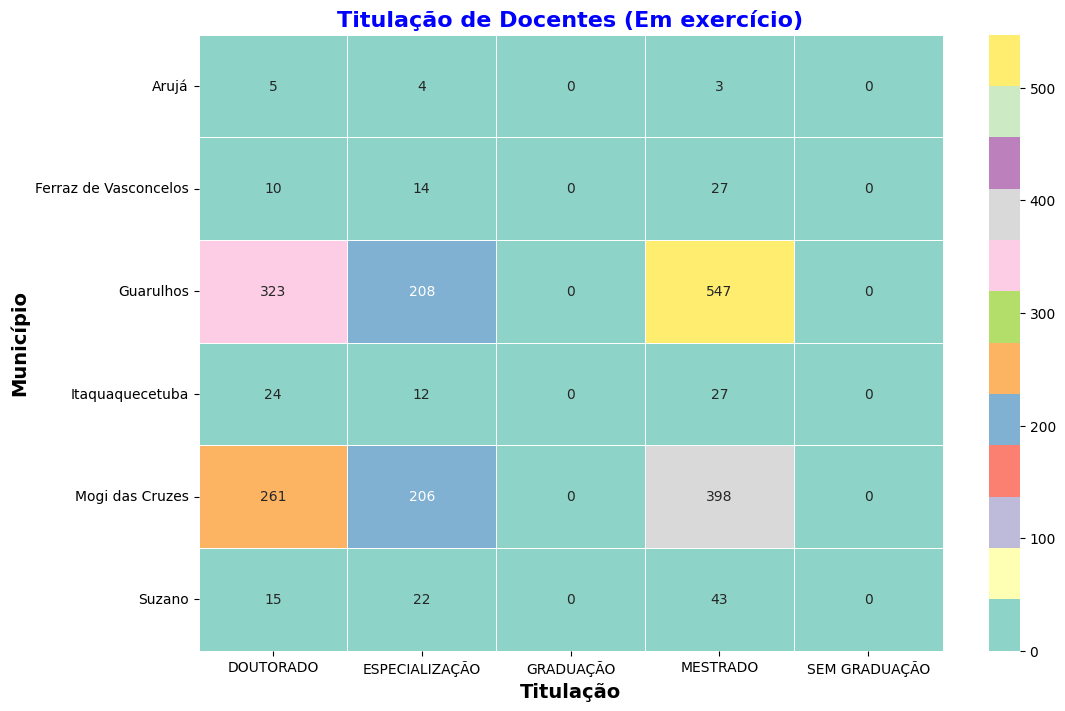 Titulação de Docentes (Em exercício)
Município
Arujá 5 4 0 3 0
Ferraz de Vasconcelos 10 14 0 27 0
Guarulhos 323 208 0 547 0
Itaquaquecetuba 24 12 0 27 0
Mogi das Cruzes 261 206 0 398 0
Suzano 15 22 0 43 0
DOUTORADO ESPECIALIZAÇÃO GRADUAÇÃO MESTRADO SEM GRADUAÇÃO
Titulação
500
400
300
200
100
0